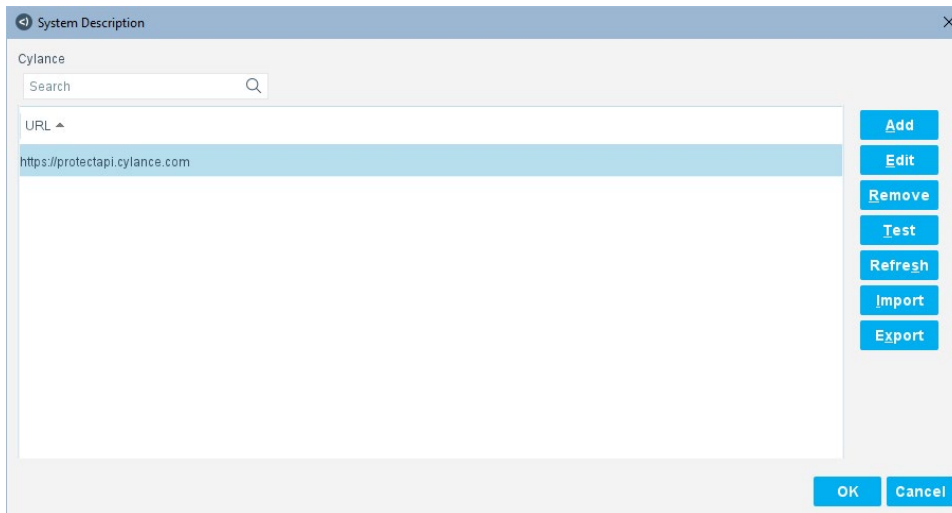 System Description
Cylance
Search
URL
https://protectapi.cylance.com
Add
Edit
Remove
Test
Refresh
Import
Export
OK Cancel